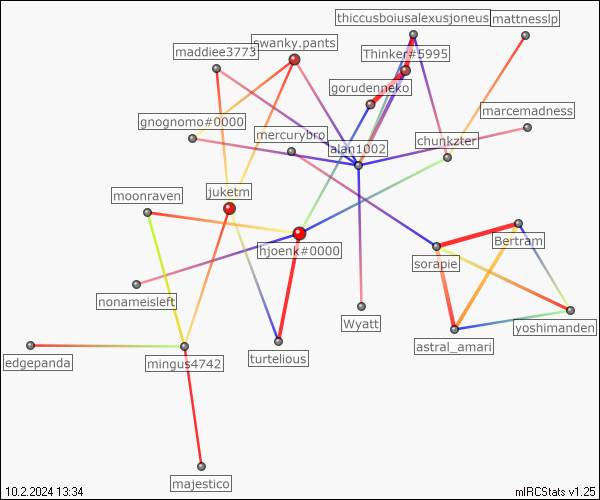 thiccusboiusalexusjoneus
mattnesslp
swanky.pants
maddiee3773
Thinker#5995
gorudenneko
marcemadness
gnognomo#0000
mercurybro
chunkzter
alan1002
moonraven
juketm
Bertram
hjoenk#0000
sorapie
nonameisleft
Wyatt
yoshimanden
astral_amari
turtelious
edgepanda
mingus4742
majestico
10.2.2024 13:34
mIRCStats v1.25